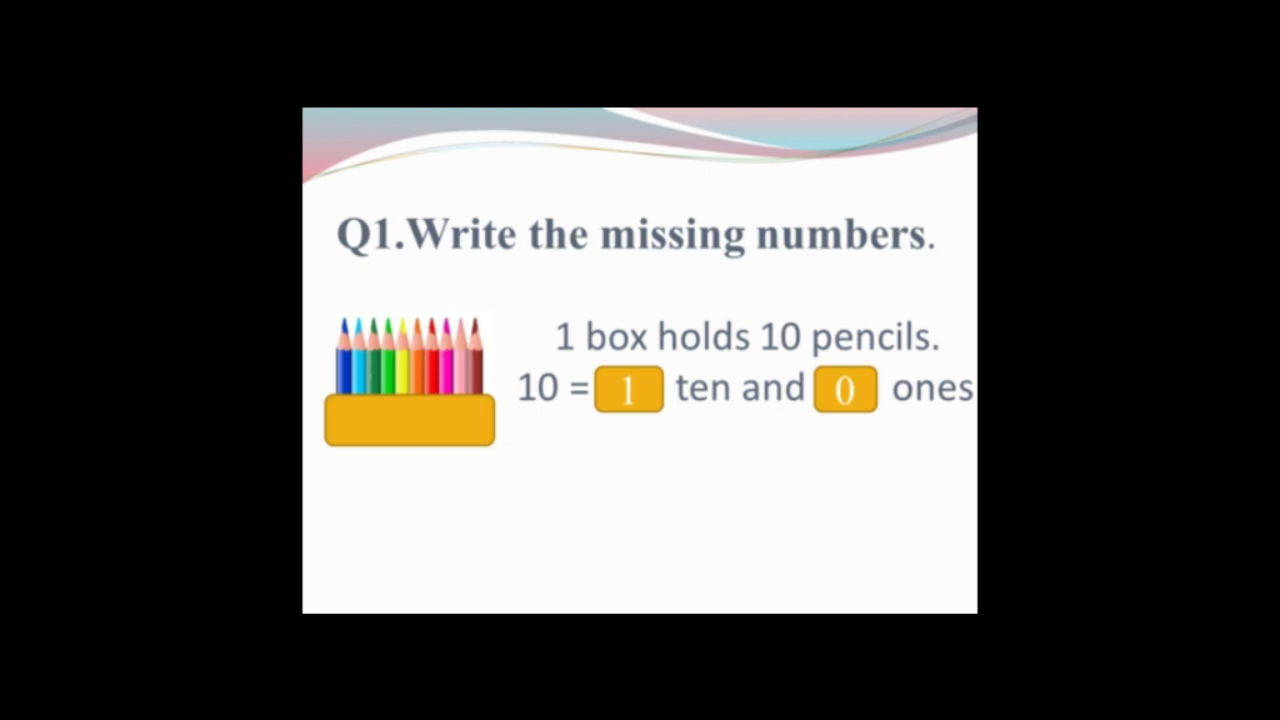 Q1.Write the missing numbers.
1 box holds 10 pencils.
10 = 1 ten and 0 ones